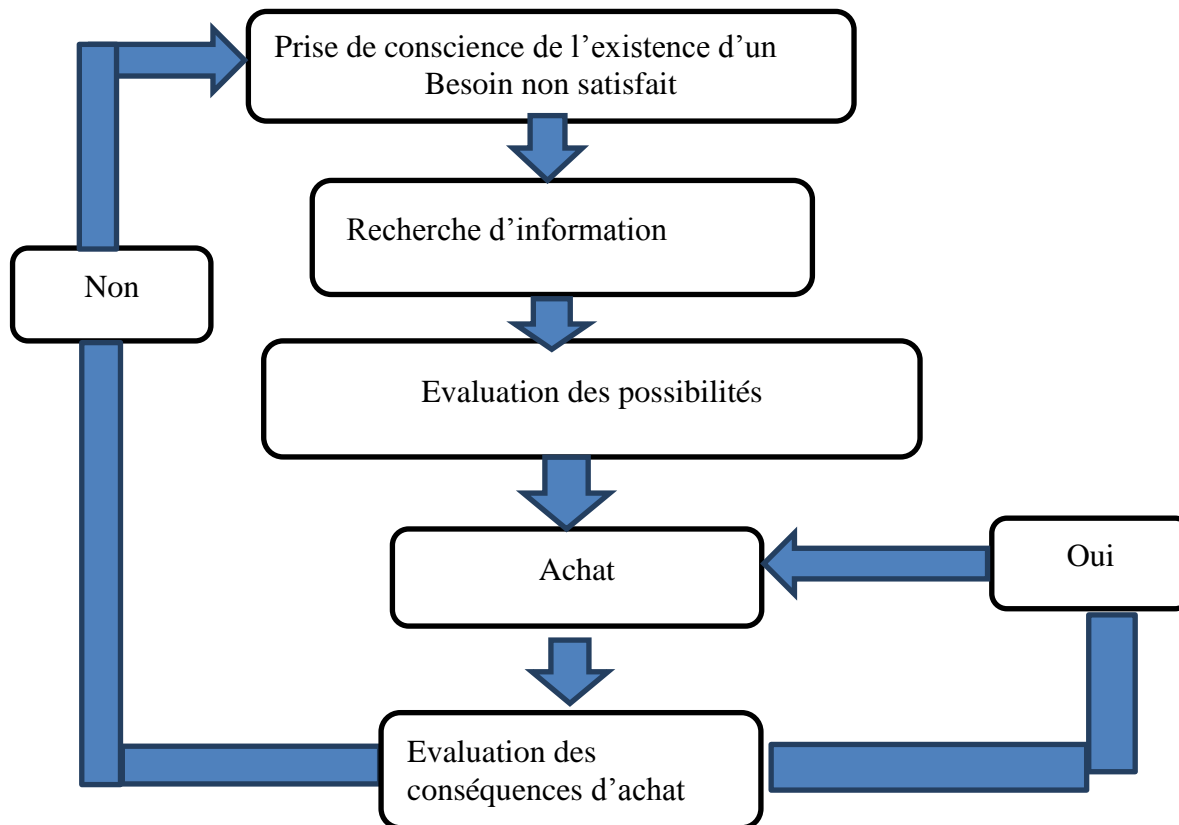 Prise de conscience de l’existence d’un
Besoin non satisfait
Recherche d’information
Non
Evaluation des possibilités
Achat
Oui
Evaluation des
conséquences d’achat